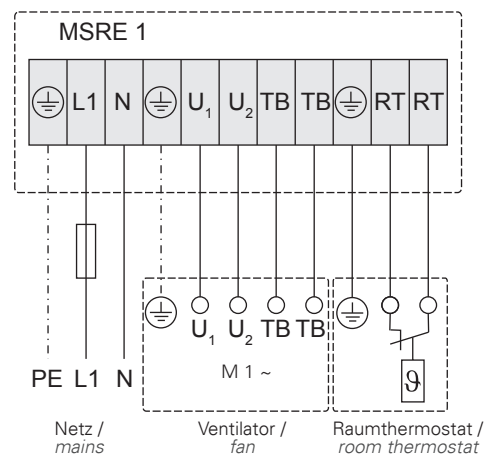 MSRE 1
L1 N U1 U2 TB TB RT RT
U1 U2 TB TB
M 1 ~
ϑ
PE L1 N
Netz / Ventilator / Raumthermostat /
mains fan room thermostat